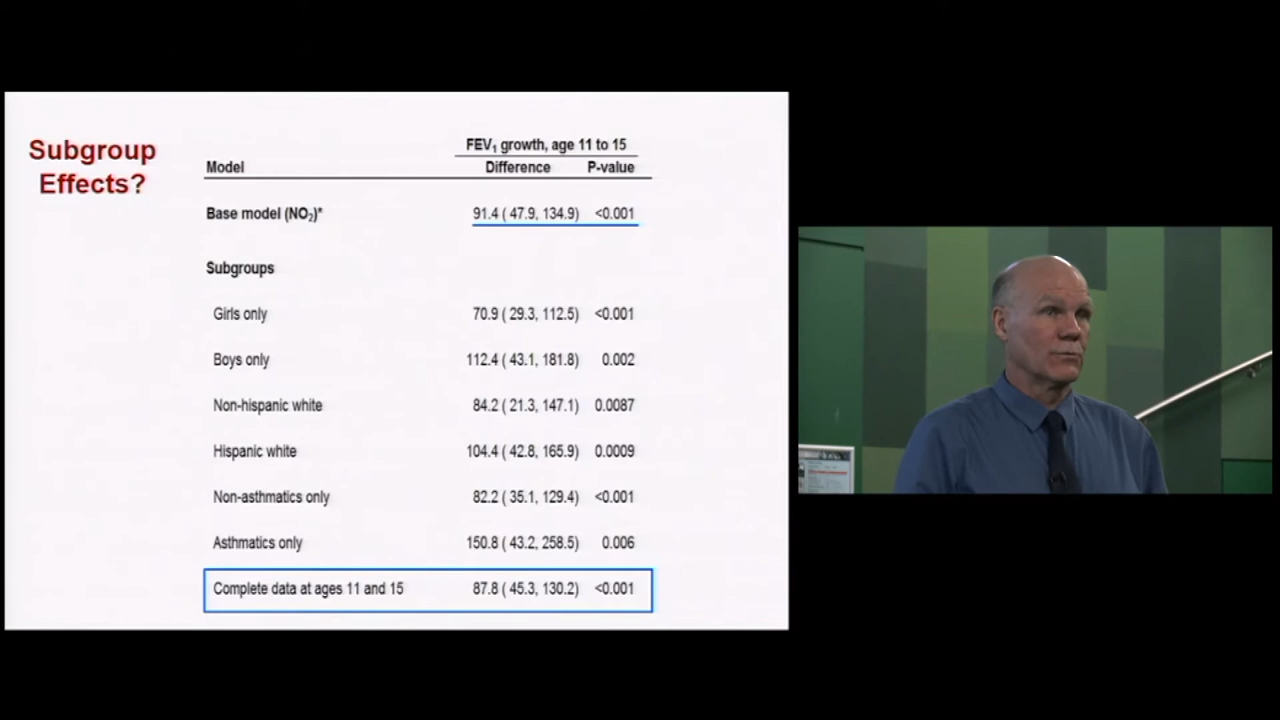 Subgroup
Effects?
FEV₁ growth, age 11 to 15
Model Difference P-value
Base model (NO₂)* 91.4 ( 47.9, 134.9) <0.001
Subgroups
Girls only 70.9 ( 29.3, 112.5) <0.001
Boys only 112.4 ( 43.1, 181.8) 0.002
Non-hispanic white 84.2 ( 21.3, 147.1) 0.0087
Hispanic white 104.4 ( 42.8, 165.9) 0.0009
Non-asthmatics only 82.2 ( 35.1, 129.4) <0.001
Asthmatics only 150.8 ( 43.2, 258.5) 0.006
Complete data at ages 11 and 15 87.8 ( 45.3, 130.2) <0.001